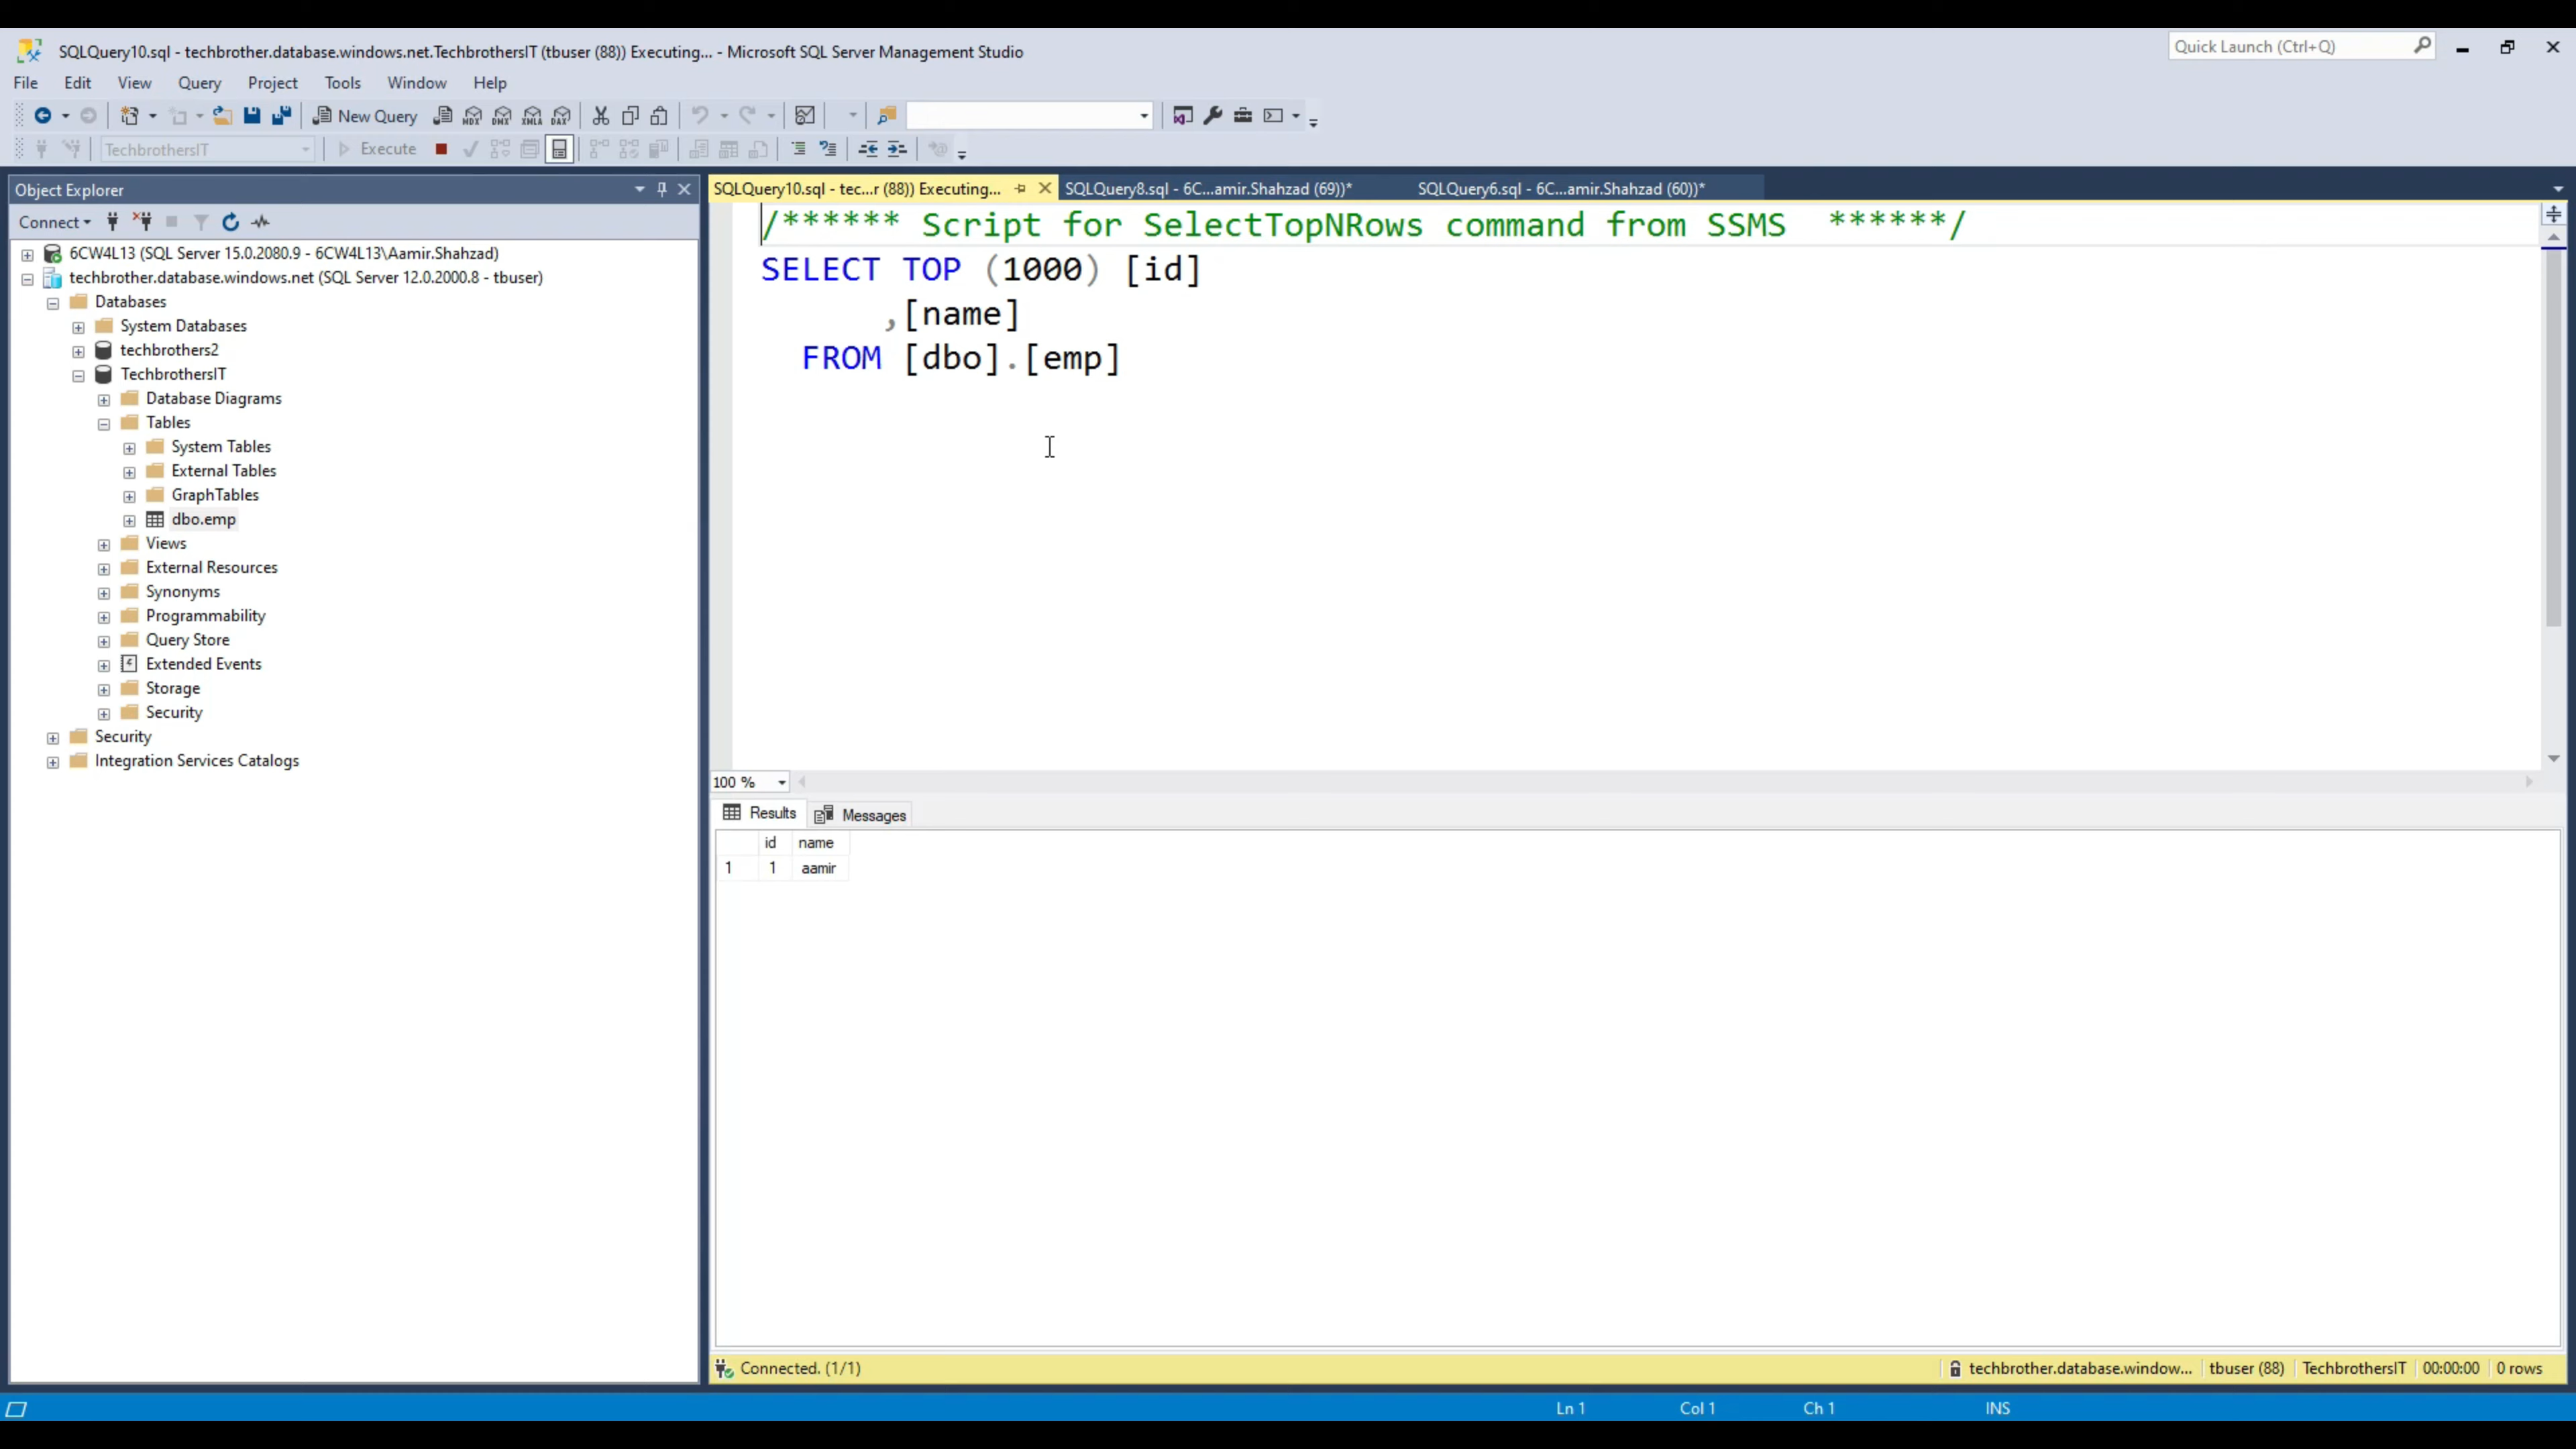 SQLQuery10.sql - techbrother.database.windows.net.TechbrothersIT (tbuser (88)) Executing... - Microsoft SQL Server Management Studio
Quick Launch (Ctrl+Q)
File Edit View Query Project Tools Window Help
New Query MDX DMX XMLA DAX
TechbrothersIT Execute
Object Explorer
SQLQuery10.sql - tec...r (88)) Executing... SQLQuery8.sql - 6C...amir.Shahzad (69))* SQLQuery6.sql - 6C...amir.Shahzad (60))*
Connect
6CW4L13 (SQL Server 15.0.2080.9 - 6CW4L13\Aamir.Shahzad)
techbrother.database.windows.net (SQL Server 12.0.2000.8 - tbuser)
Databases
System Databases
techbrothers2
TechbrothersIT
Database Diagrams
Tables
System Tables
External Tables
GraphTables
dbo.emp
Views
External Resources
Synonyms
Programmability
Query Store
Extended Events
Storage
Security
Security
Integration Services Catalogs
/****** Script for SelectTopNRows command from SSMS  ******/
SELECT TOP (1000) [id]
,[name]
FROM [dbo].[emp]
100 %
Results Messages
id name
1 1 aamir
Connected. (1/1) techbrother.database.window... tbuser (88) TechbrothersIT 00:00:00 0 rows
Ln 1 Col 1 Ch 1 INS